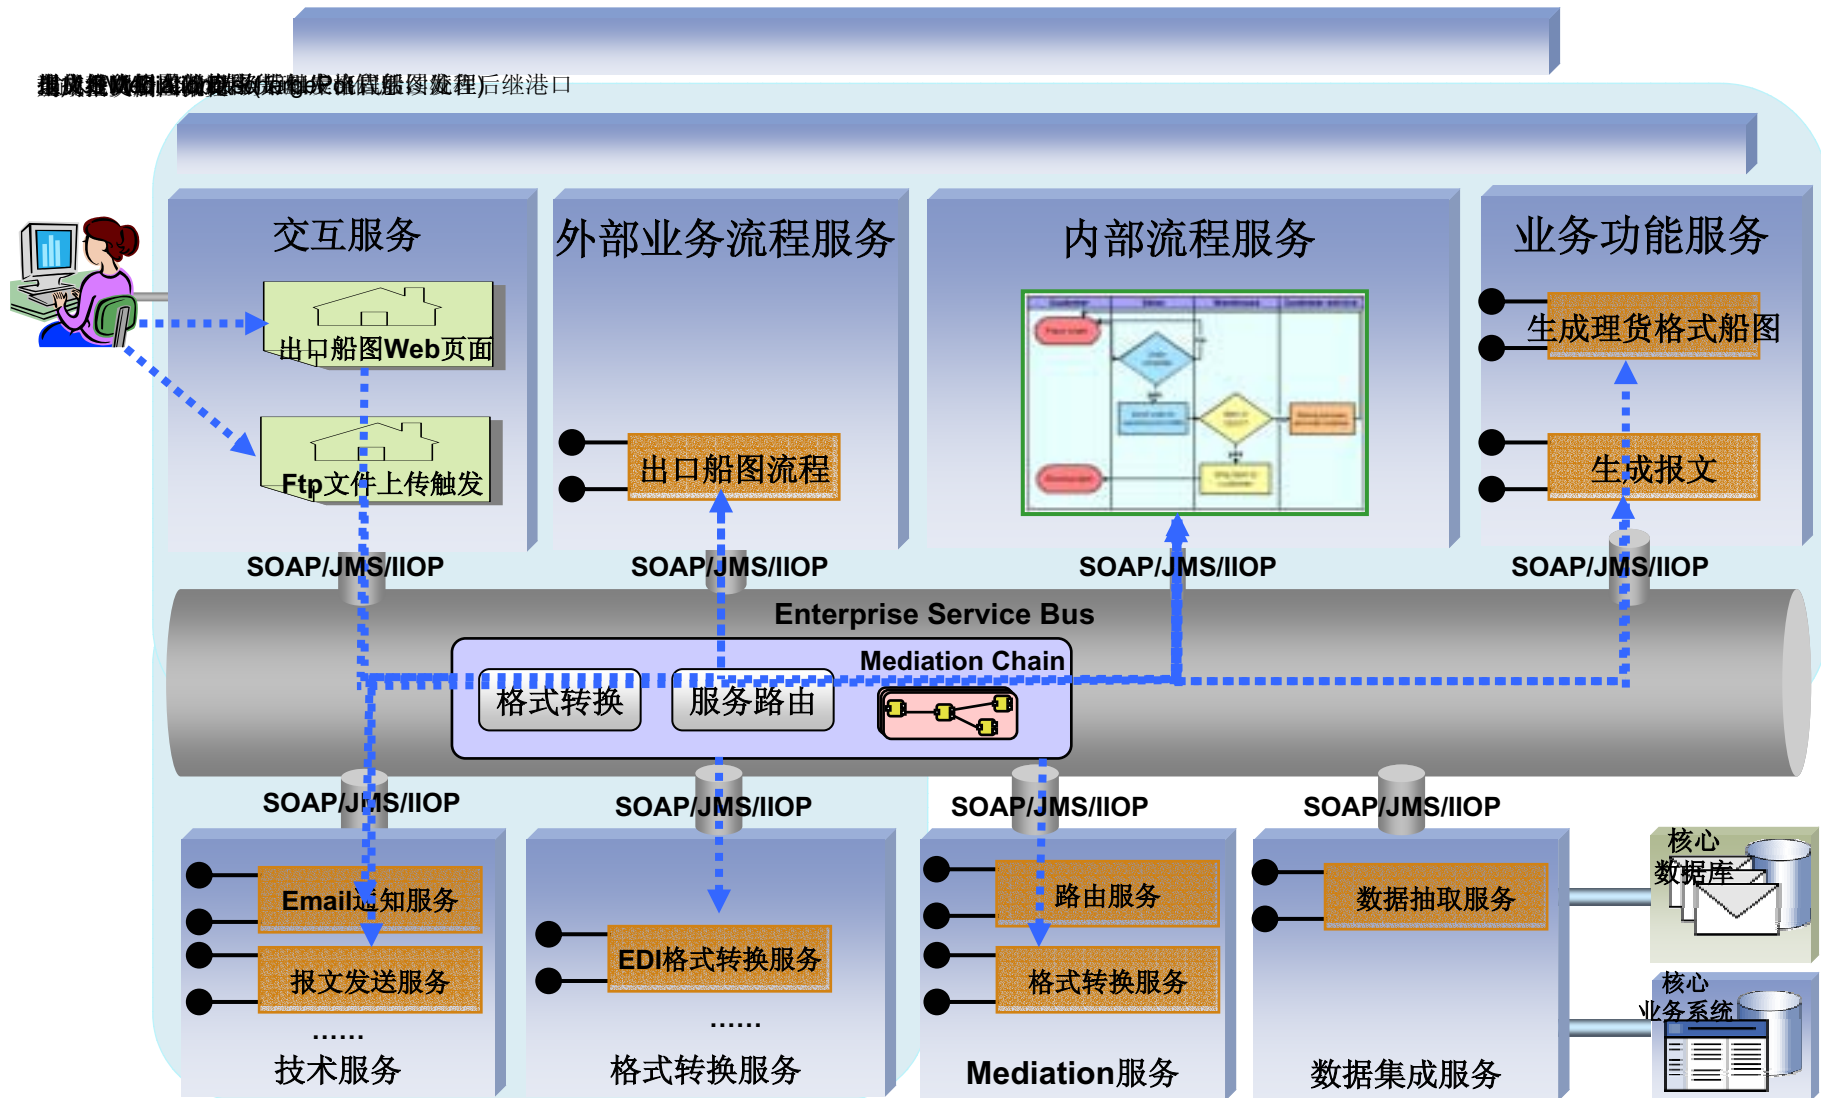 交互服务
外部业务流程服务
内部流程服务
业务功能服务
出口船图Web页面
Ftp文件上传触发
出口船图流程
生成理货格式船图
生成报文
SOAP/JMS/IIOP
SOAP/JMS/IIOP
SOAP/JMS/IIOP
SOAP/JMS/IIOP
Enterprise Service Bus
Mediation Chain
格式转换
服务路由
SOAP/JMS/IIOP
SOAP/JMS/IIOP
SOAP/JMS/IIOP
SOAP/JMS/IIOP
Email通知服务
报文发送服务
......
技术服务
EDI格式转换服务
......
格式转换服务
路由服务
格式转换服务
Mediation服务
数据抽取服务
数据集成服务
核心
数据库
核心
业务系统